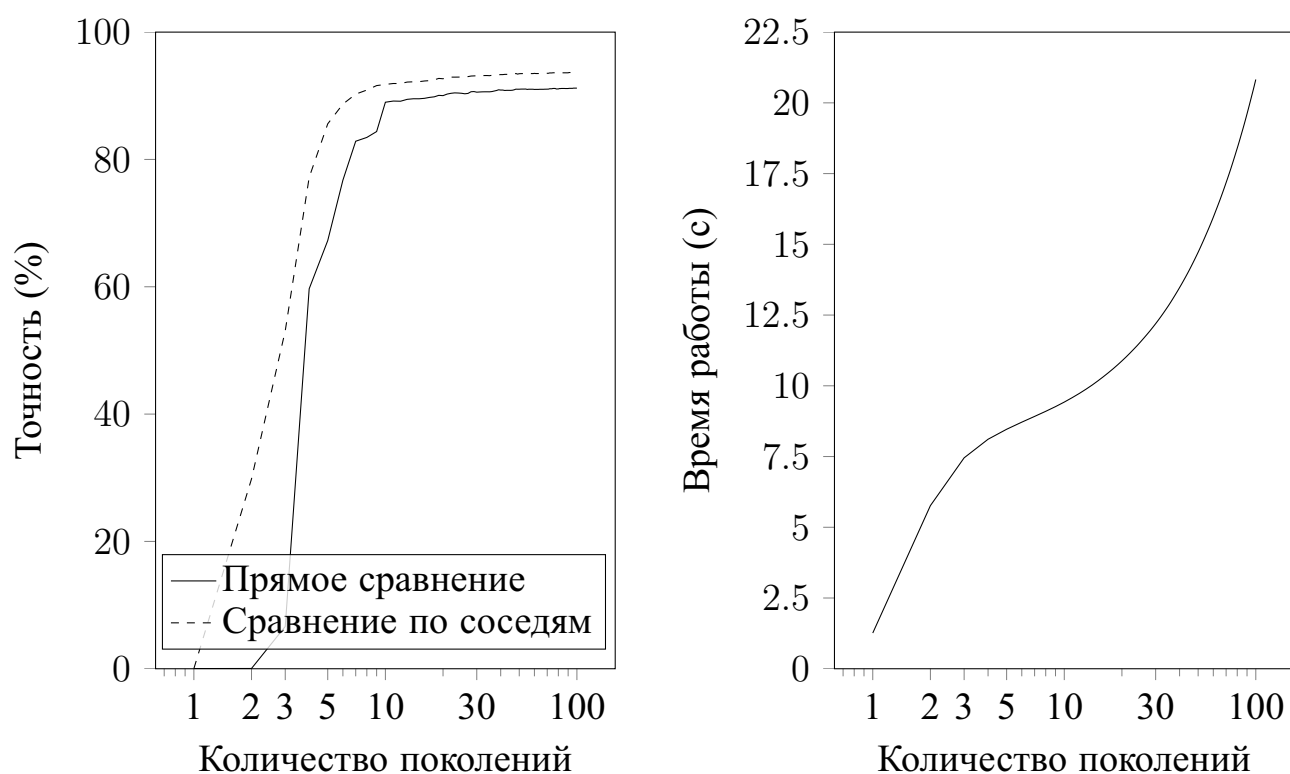 Точность (%)
100
80
60
40
20
0
Прямое сравнение
Сравнение по соседям
1 2 3 5 10 30 100
Количество поколений
Время работы (с)
22.5
20
17.5
15
12.5
10
7.5
5
2.5
0
1 2 3 5 10 30 100
Количество поколений